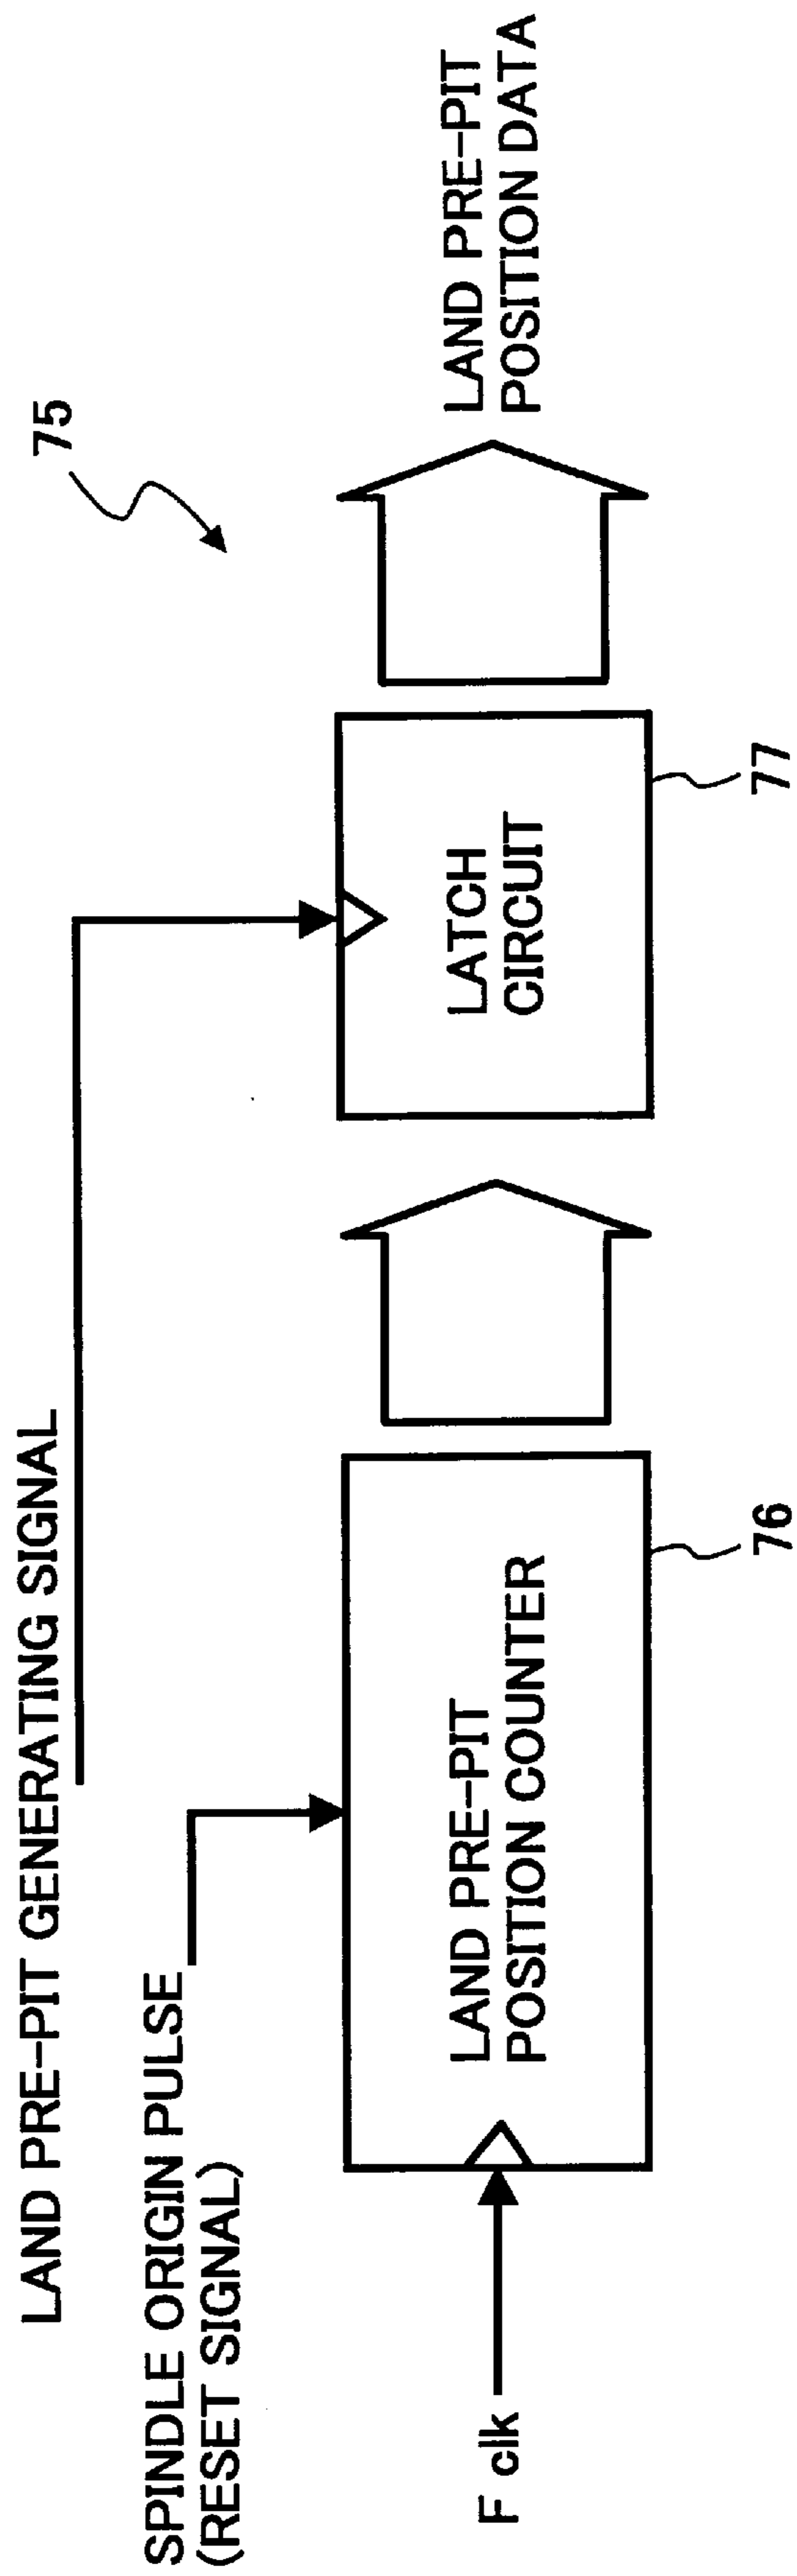 LAND PRE-PIT GENERATING SIGNAL
SPINDLE ORIGIN PULSE
(RESET SIGNAL)
75
F clk
LAND PRE-PIT
POSITION COUNTER
76
LATCH
CIRCUIT
77
LAND PRE-PIT
POSITION DATA